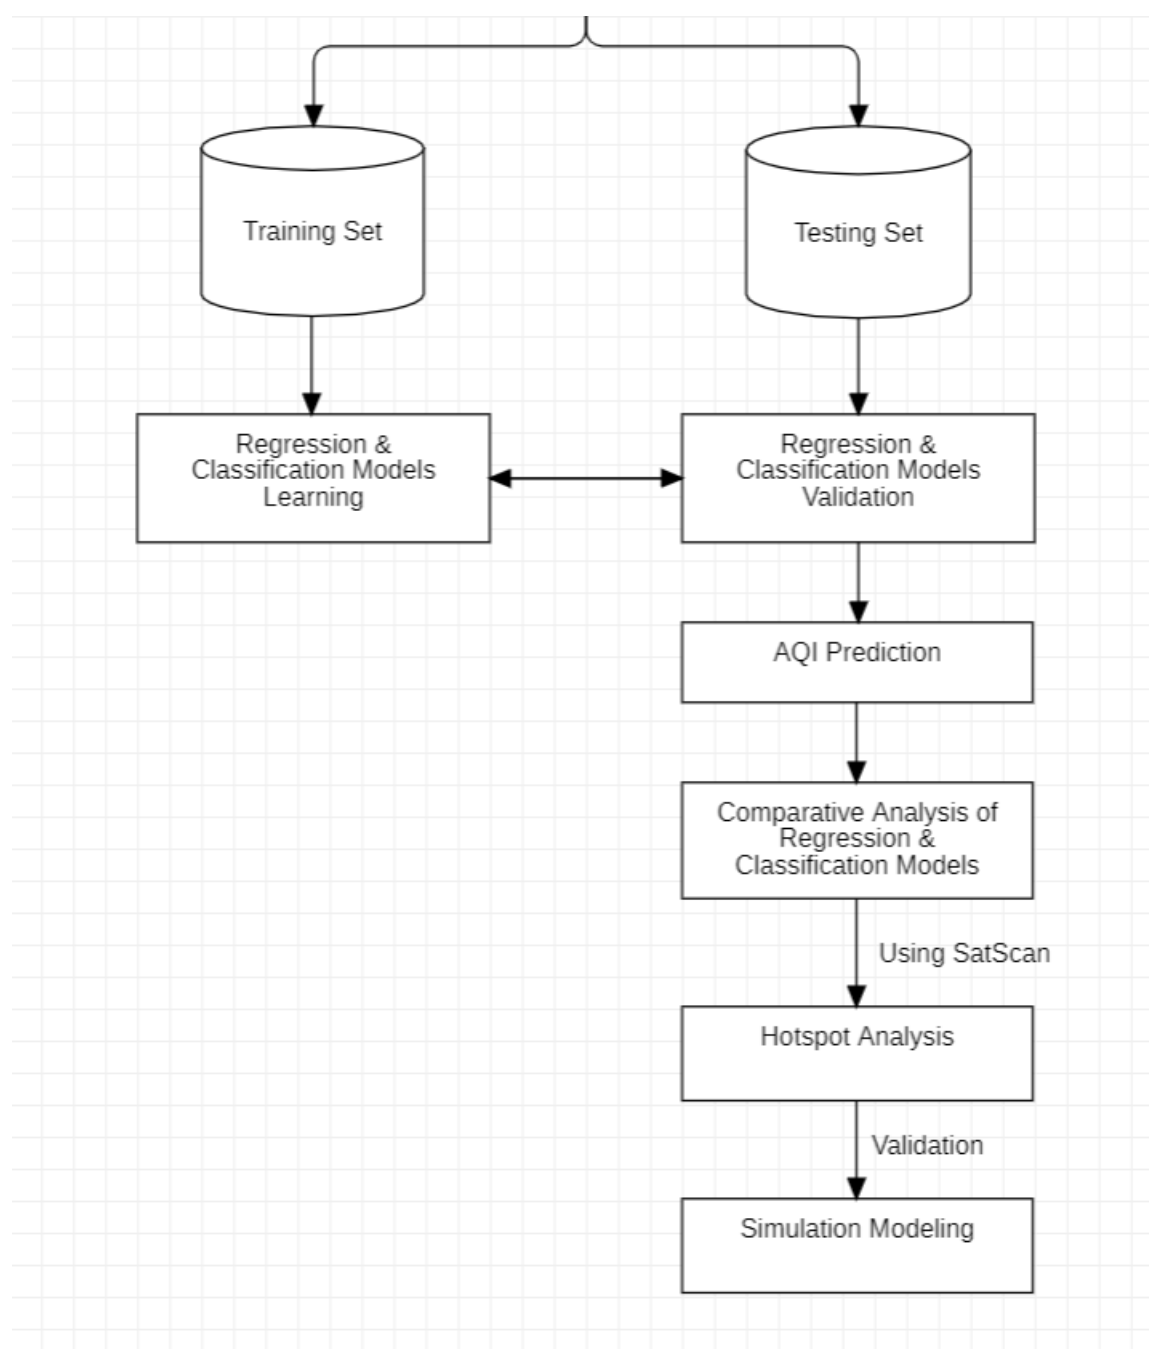 Training Set
Testing Set
Regression &
Classification Models
Learning
Regression &
Classification Models
Validation
AQI Prediction
Comparative Analysis of
Regression &
Classification Models
Using SatScan
Hotspot Analysis
Validation
Simulation Modeling